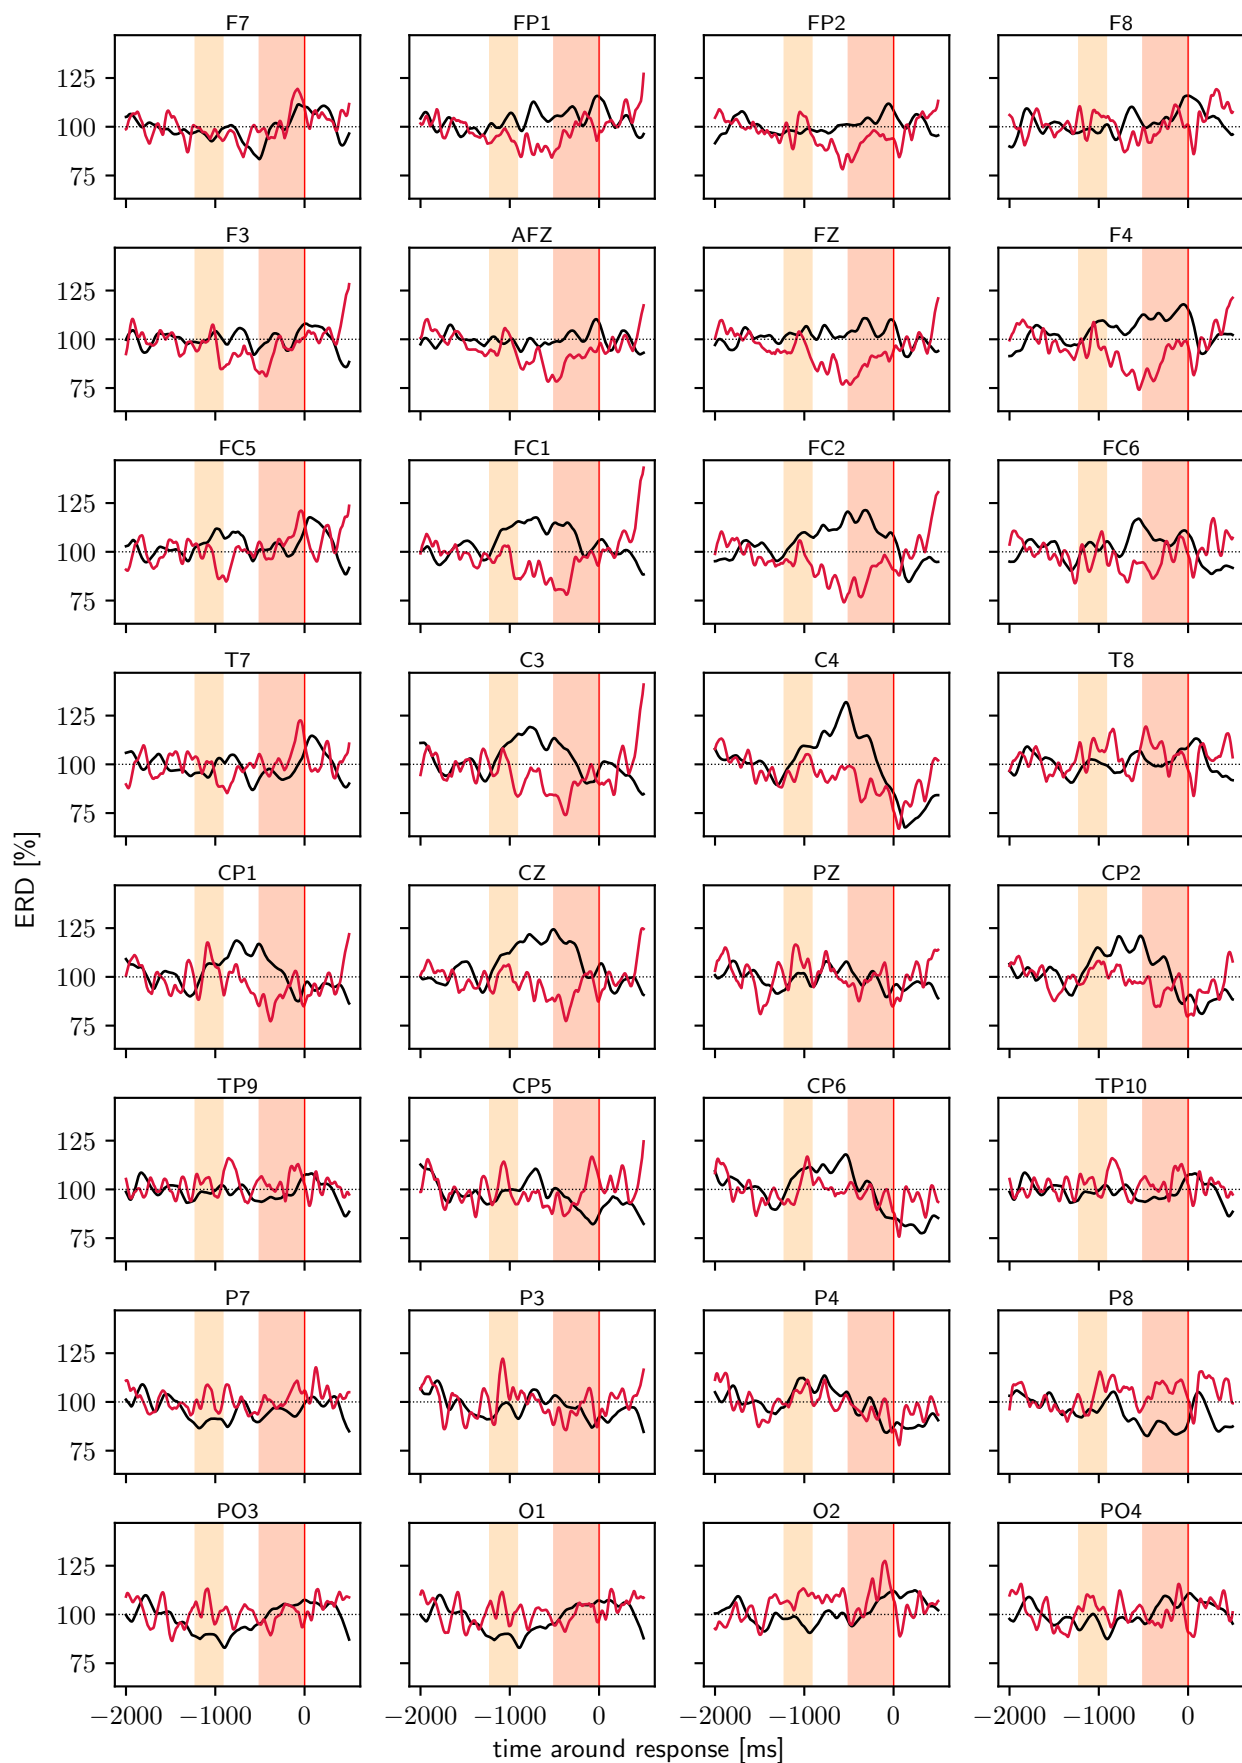 F7 FP1 FP2 F8
125
100
75
F3 AFZ FZ F4
125
100
75
FC5 FC1 FC2 FC6
125
100
75
T7 C3 C4 T8
125
100
75
ERD [%]
CP1 CZ PZ CP2
125
100
75
TP9 CP5 CP6 TP10
125
100
75
P7 P3 P4 P8
125
100
75
PO3 O1 O2 PO4
125
100
75
−2000 −1000 0 −2000 −1000 0 −2000 −1000 0 −2000 −1000 0
time around response [ms]